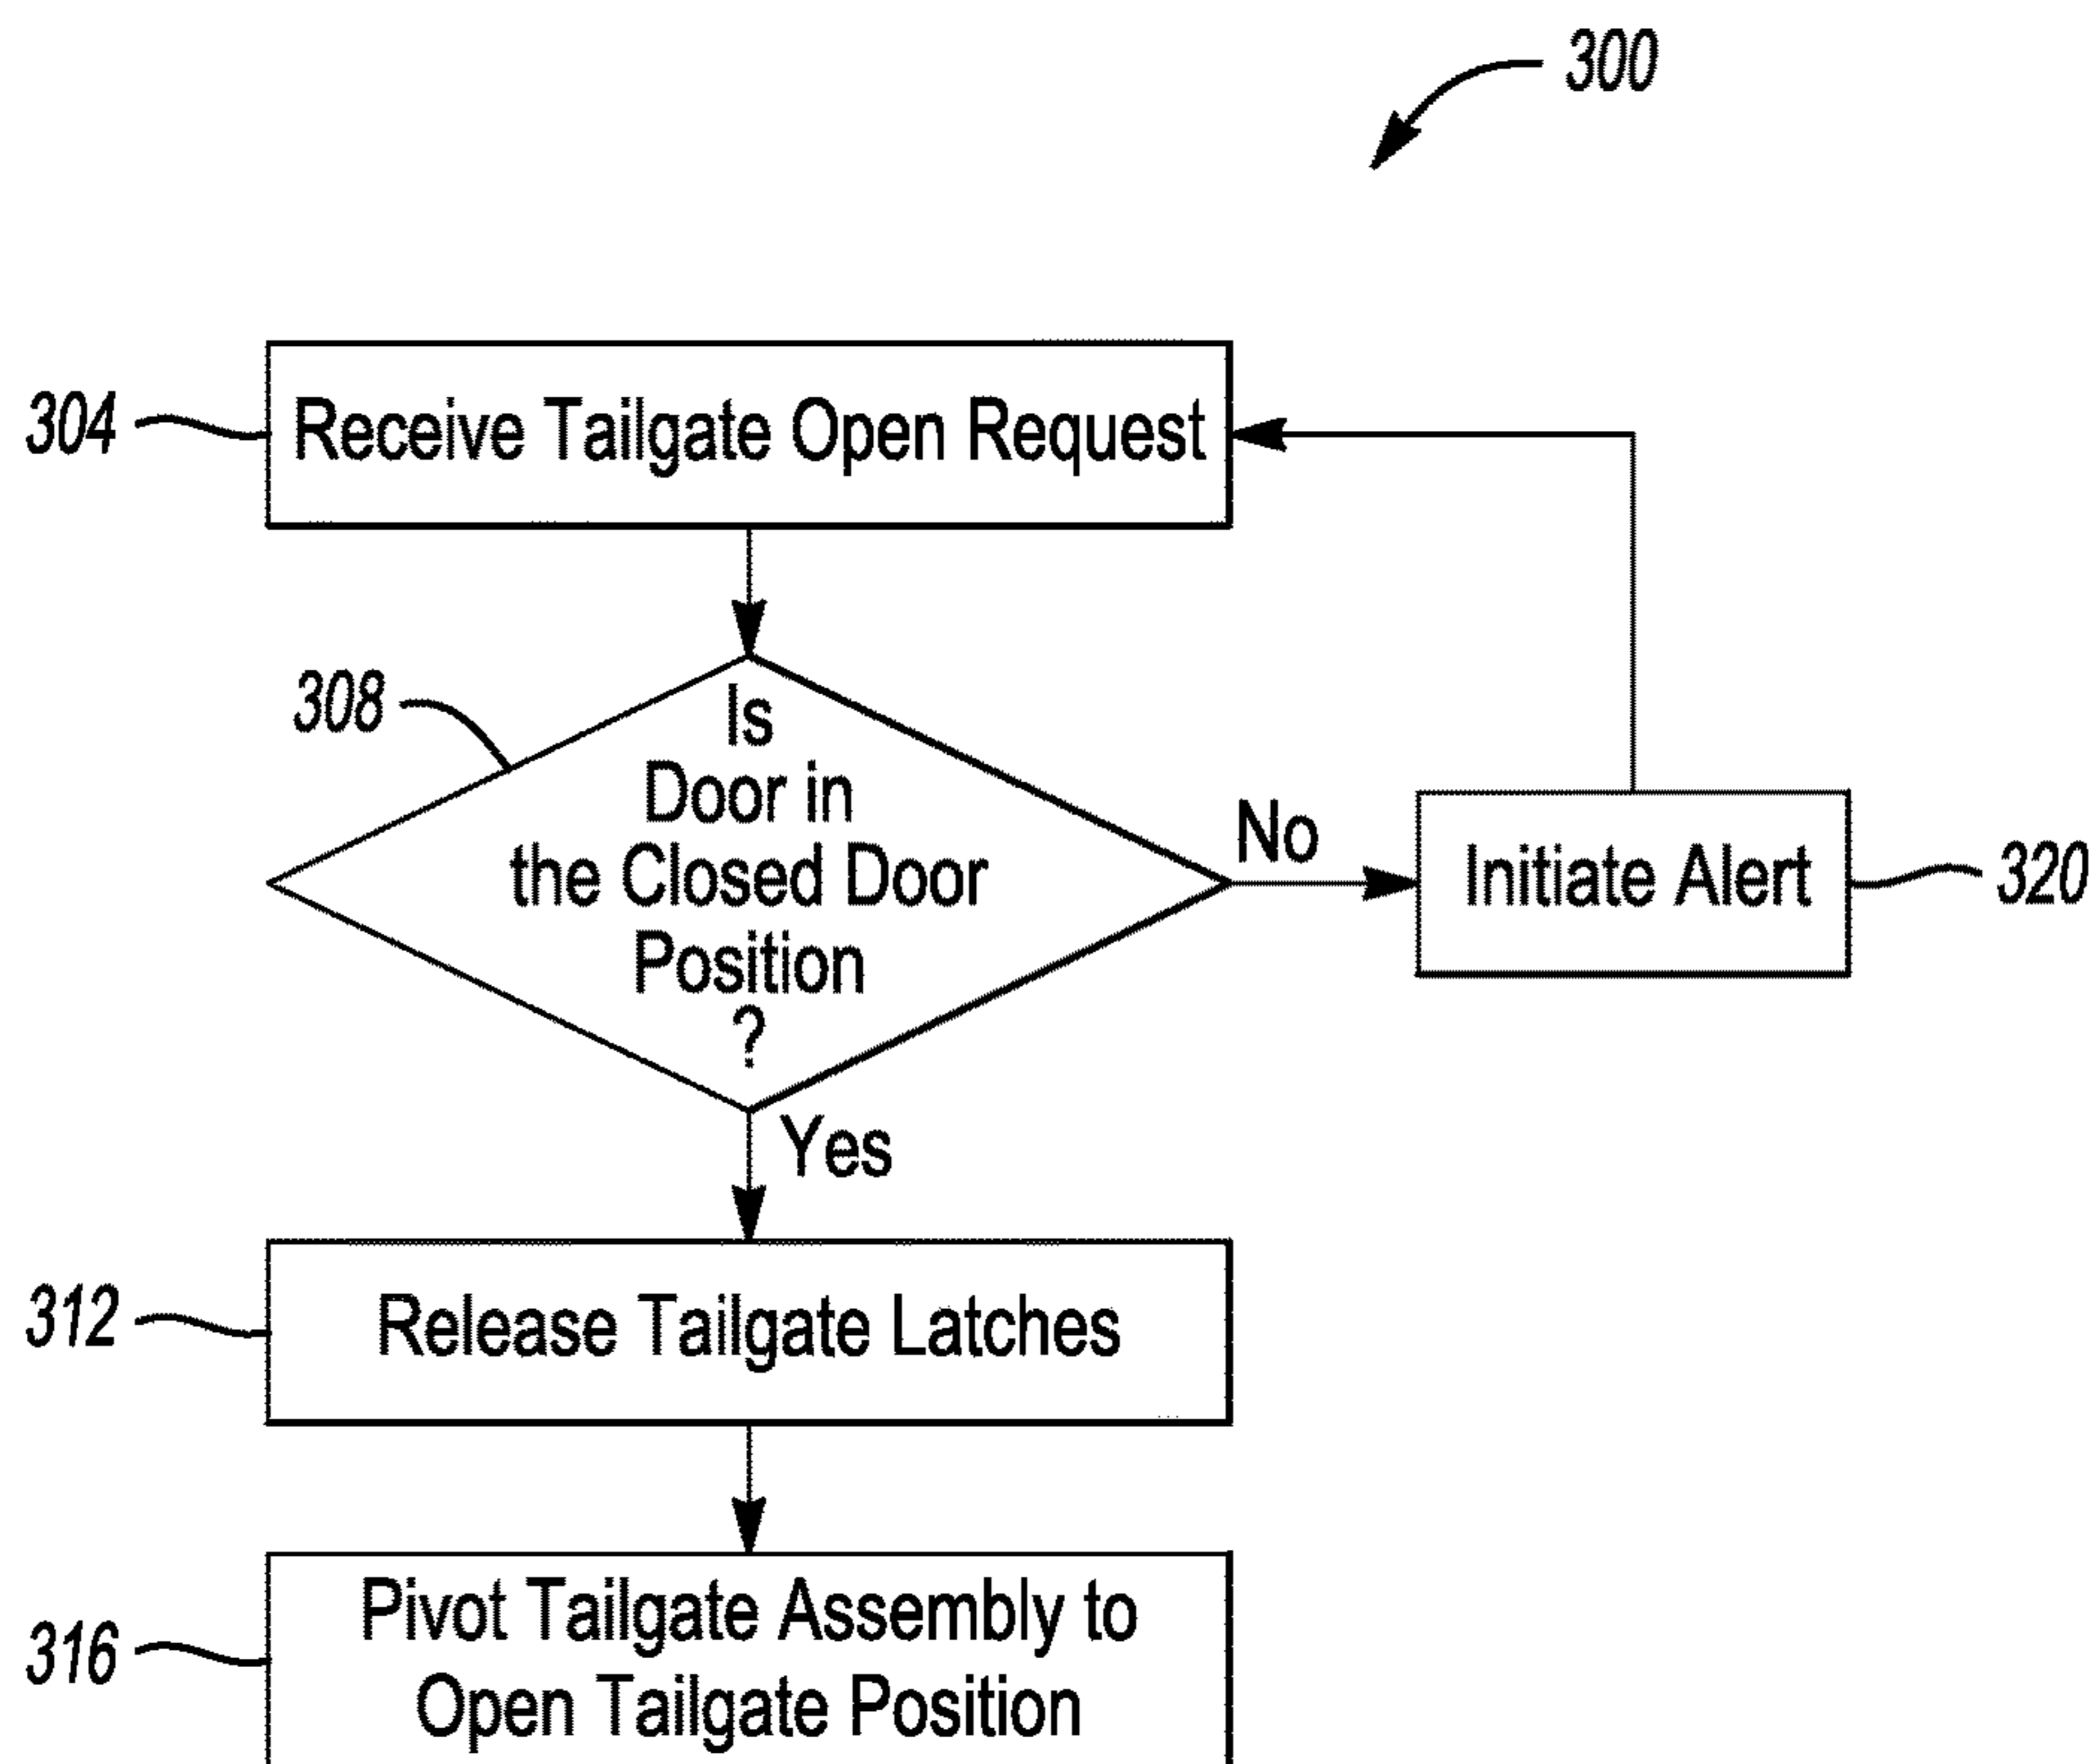 300
304
Receive Tailgate Open Request
308
Is
Door in
the Closed Door
Position
?
No
Initiate Alert
320
Yes
312
Release Tailgate Latches
316
Pivot Tailgate Assembly to
Open Tailgate Position